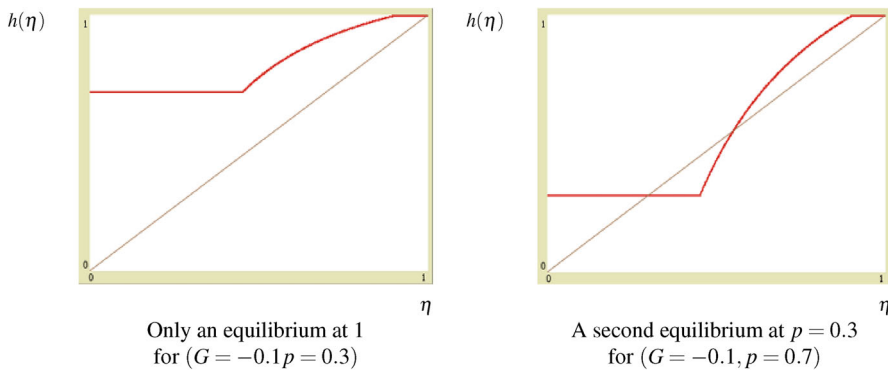 h(η)
1
0
0
1
η
Only an equilibrium at 1
for (G = −0.1p = 0.3)
h(η)
1
0
0
1
η
A second equilibrium at p = 0.3
for (G = −0.1, p = 0.7)